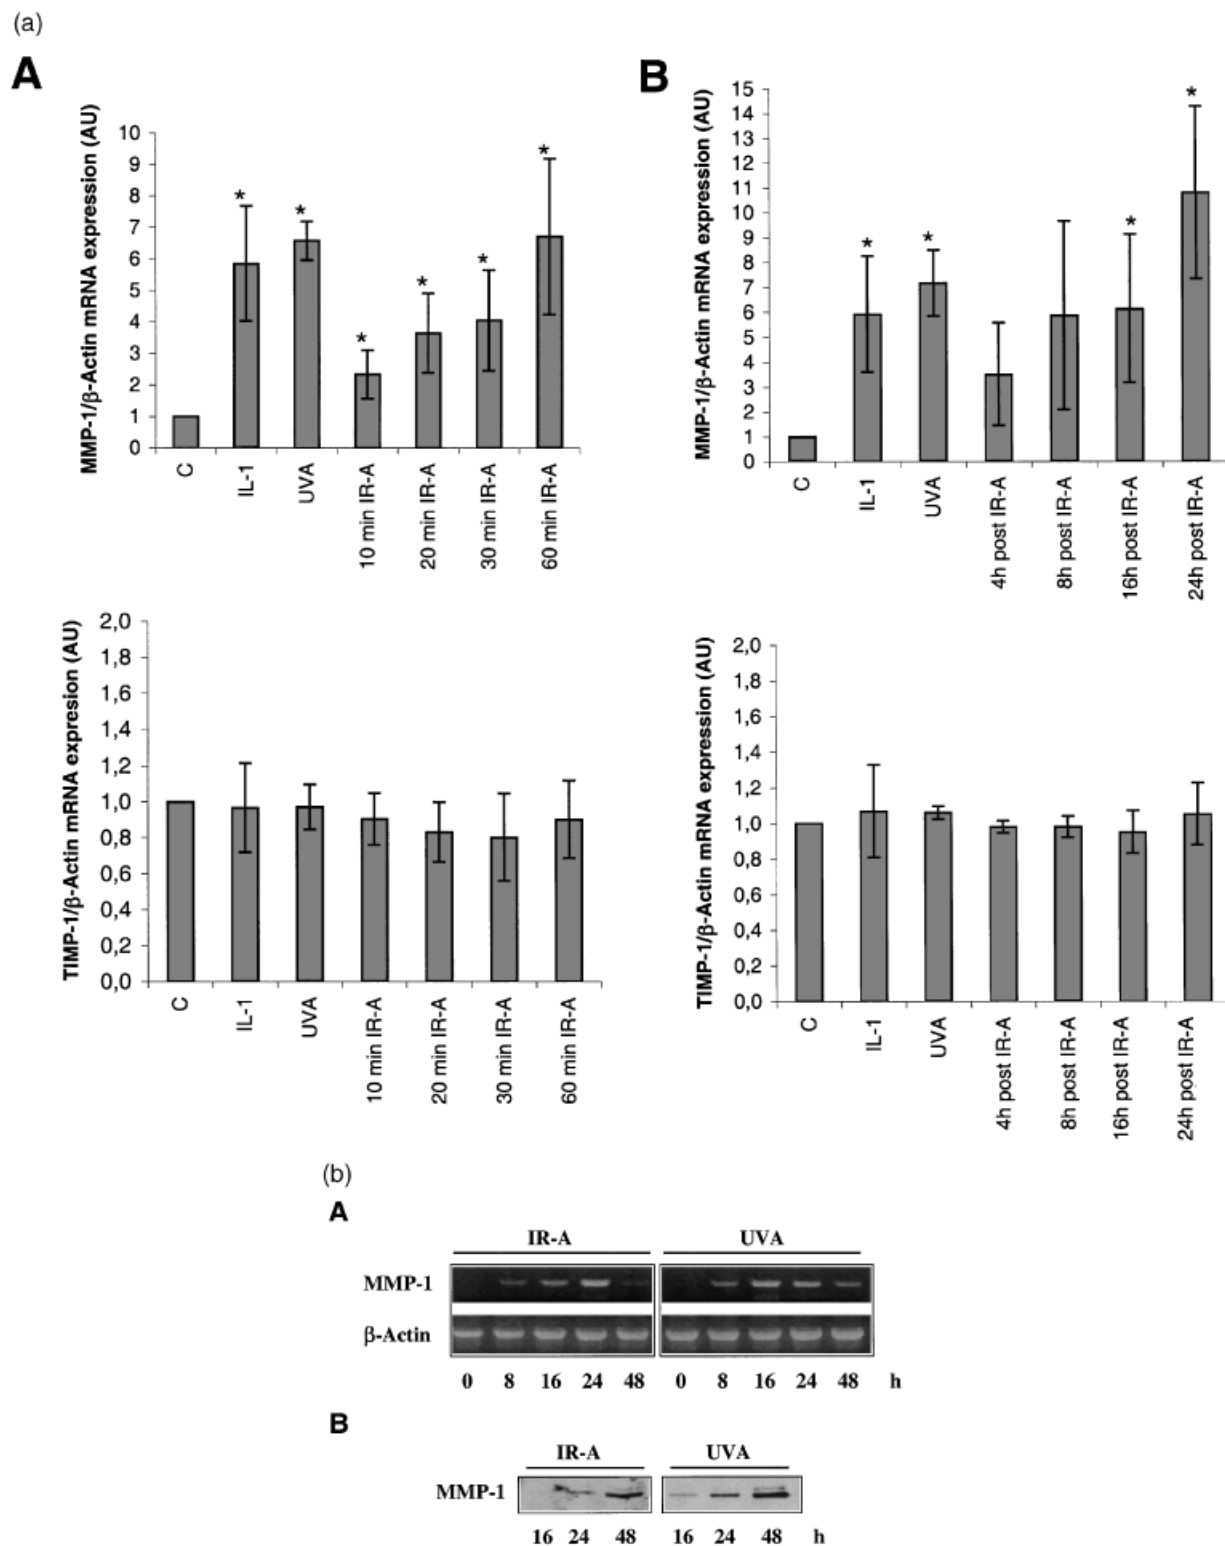 (a)
A
MMP-1/β-Actin mRNA expression (AU)
10
9
8
7
6
5
4
3
2
1
0
*
*
*
*
*
*
C
IL-1
UVA
10 min IR-A
20 min IR-A
30 min IR-A
60 min IR-A
B
MMP-1/β-Actin mRNA expression (AU)
15
14
13
12
11
10
9
8
7
6
5
4
3
2
1
0
*
*
*
*
C
IL-1
UVA
4h post IR-A
8h post IR-A
16h post IR-A
24h post IR-A
TIMP-1/β-Actin mRNA expresion (AU)
2,0
1,8
1,6
1,4
1,2
1,0
0,8
0,6
0,4
0,2
0,0
C
IL-1
UVA
10 min IR-A
20 min IR-A
30 min IR-A
60 min IR-A
TIMP-1/β-Actin mRNA expression (AU)
2,0
1,8
1,6
1,4
1,2
1,0
0,8
0,6
0,4
0,2
0,0
C
IL-1
UVA
4h post IR-A
8h post IR-A
16h post IR-A
24h post IR-A
(b)
A
IR-A UVA
MMP-1
β-Actin
0 8 16 24 48 0 8 16 24 48 h
B
IR-A UVA
MMP-1
16 24 48 16 24 48 h